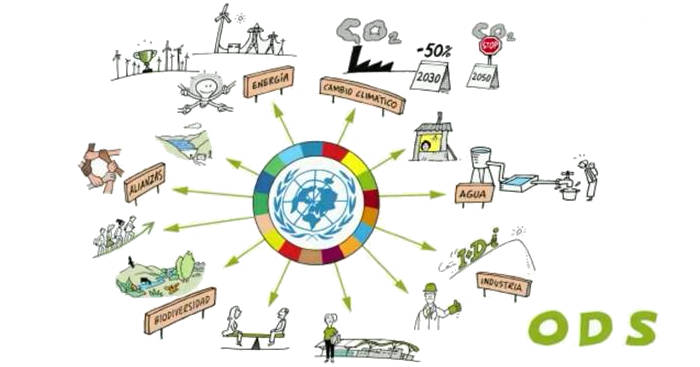 CO₂
CO₂
STOP
-50%
2030
2050
ENERGÍA
CAMBIO CLIMÁTICO
ALIANZAS
AGUA
I+D+i
INDUSTRIA
BIODIVERSIDAD
ODS